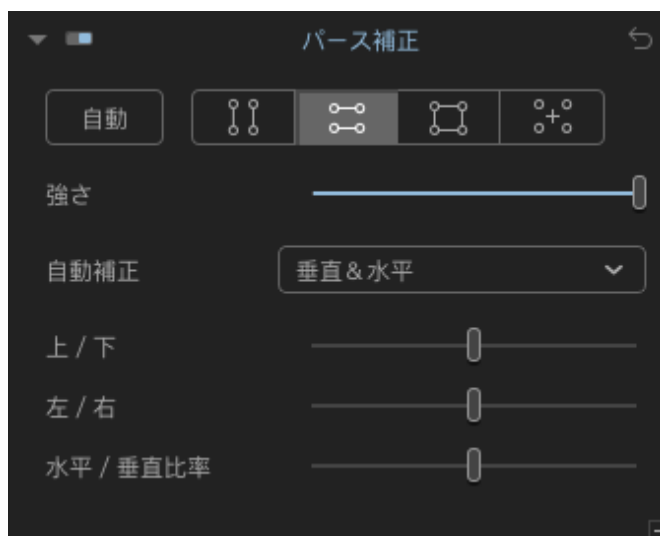 パース補正
自動
強さ
自動補正 垂直&水平
上 / 下
左 / 右
水平 / 垂直比率